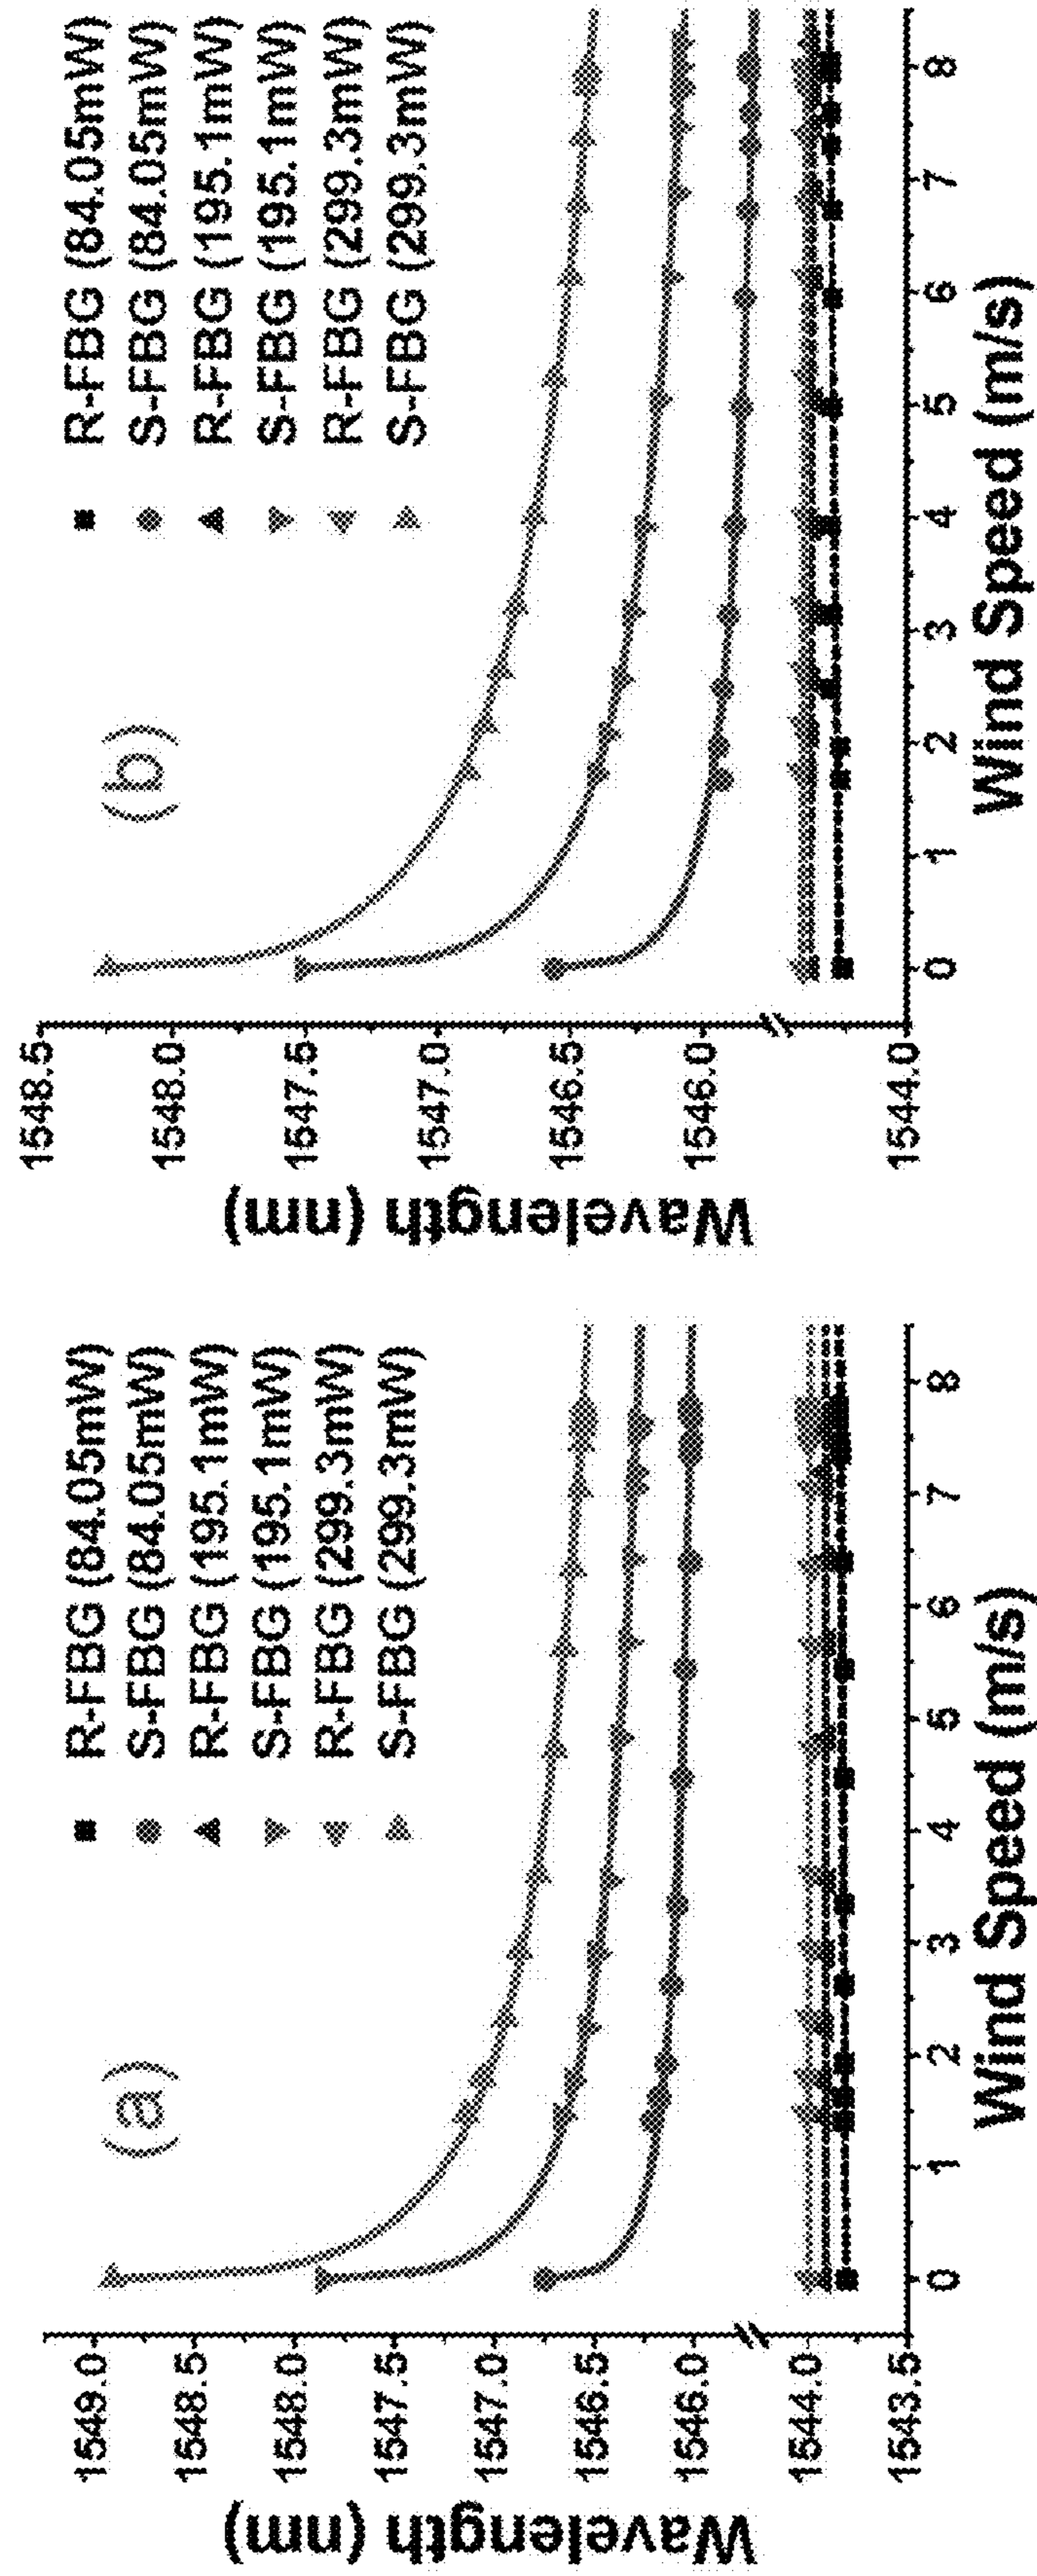 (a)
R-FBG (84.05mW)
S-FBG (84.05mW)
R-FBG (195.1mW)
S-FBG (195.1mW)
R-FBG (299.3mW)
S-FBG (299.3mW)
Wavelength (nm)
1549.0
1548.5
1548.0
1547.5
1547.0
1546.5
1546.0
1544.0
1543.5
0 1 2 3 4 5 6 7 8
Wind Speed (m/s)
(b)
R-FBG (84.05mW)
S-FBG (84.05mW)
R-FBG (195.1mW)
S-FBG (195.1mW)
R-FBG (299.3mW)
S-FBG (299.3mW)
Wavelength (nm)
1548.5
1548.0
1547.5
1547.0
1546.5
1546.0
1544.0
0 1 2 3 4 5 6 7 8
Wind Speed (m/s)